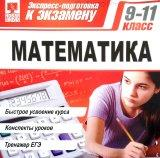 Экспресс-подготовка
к экзамену
9-11
класс
МАТЕМАТИКА
Быстрое усвоение курса
Конспекты уроков
Тренажер ЕГЭ